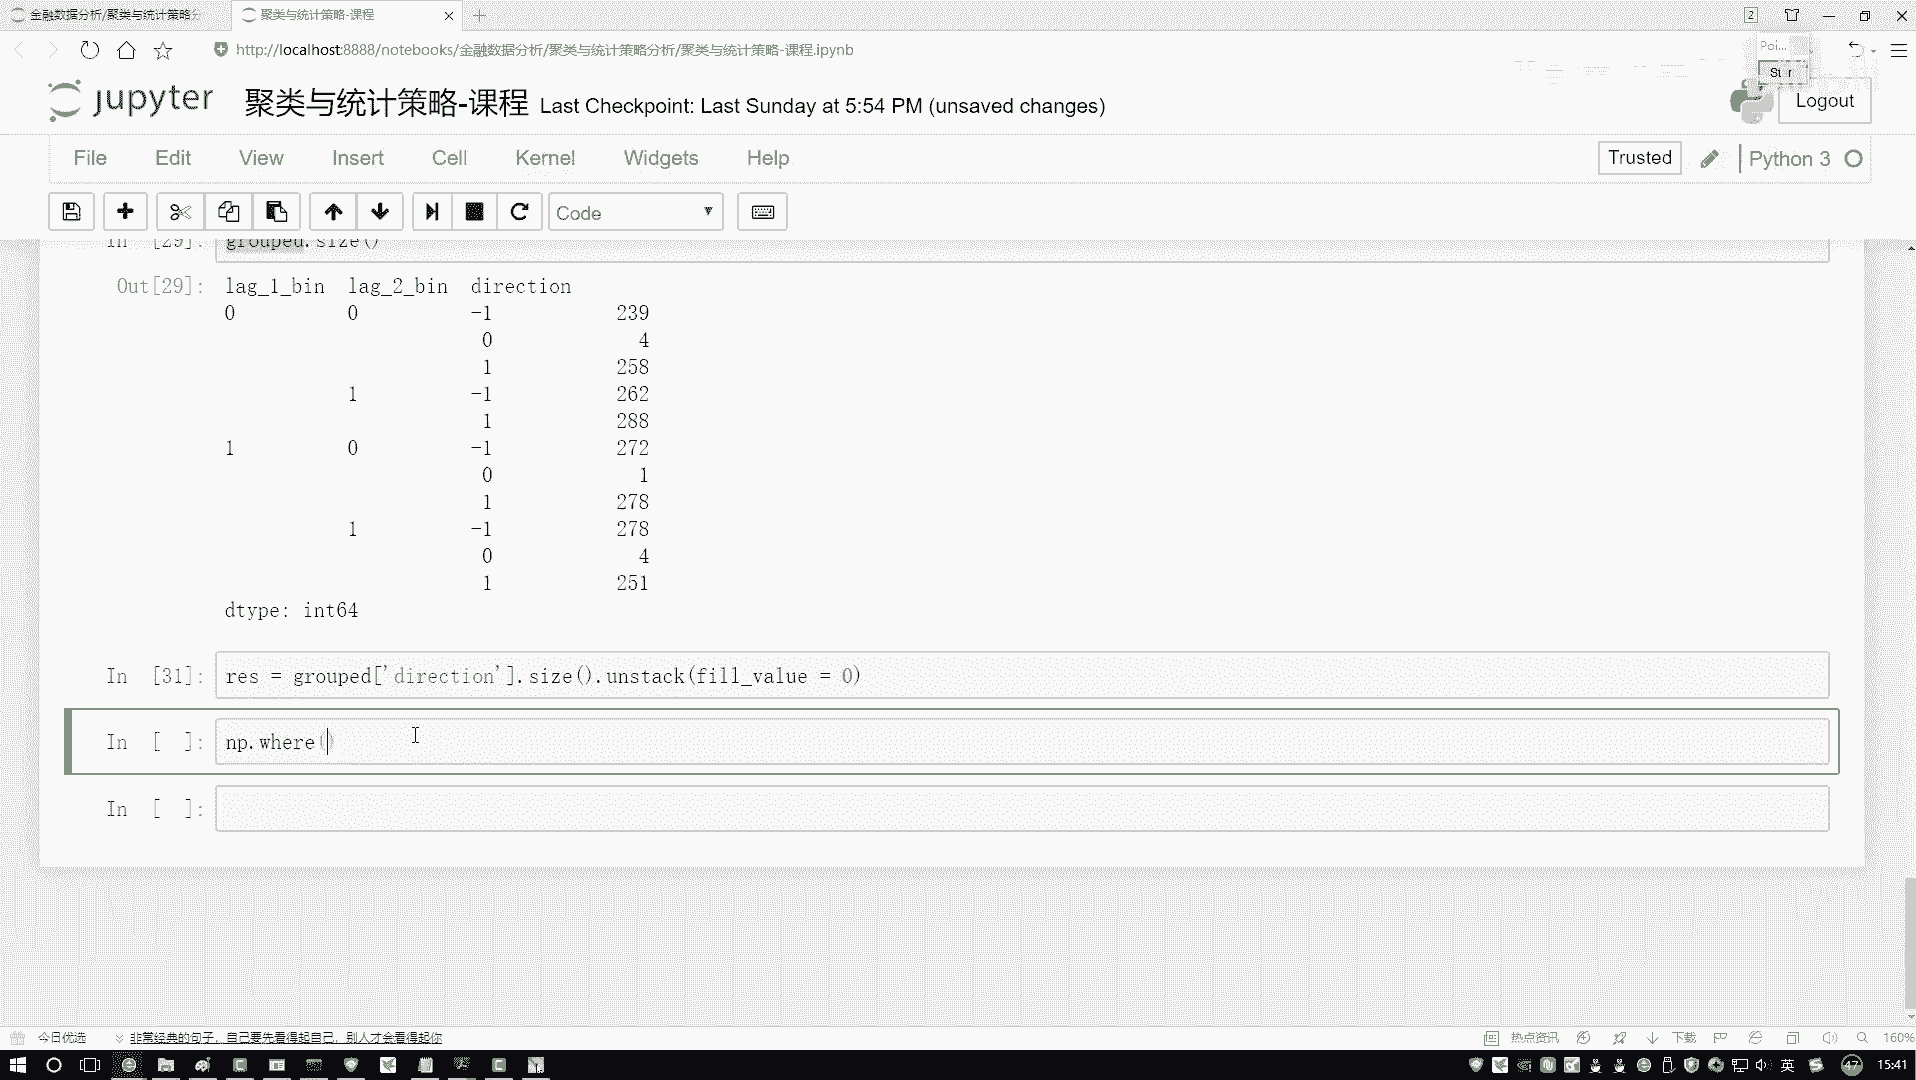 金融数据分析/聚类与统计策略分
聚类与统计策略-课程
http://localhost:8888/notebooks/金融数据分析/聚类与统计策略分析/聚类与统计策略-课程.ipynb
Poi...
jupyter 聚类与统计策略-课程 Last Checkpoint: Last Sunday at 5:54 PM (unsaved changes)
Logout
File Edit View Insert Cell Kernel Widgets Help
Trusted Python 3
Code
In [29]: grouped.size()
Out[29]: lag_1_bin lag_2_bin direction
0 0 -1 239
0 4
1 258
1 -1 262
1 288
1 0 -1 272
0 1
1 278
1 -1 278
0 4
1 251
dtype: int64
In [31]: res = grouped['direction'].size().unstack(fill_value = 0)
In [ ]: np.where()
In [ ]:
今日优选 非常经典的句子，自己要先看得起自己，别人才会看得起你
热点资讯 下载 160%
英 47 15:41